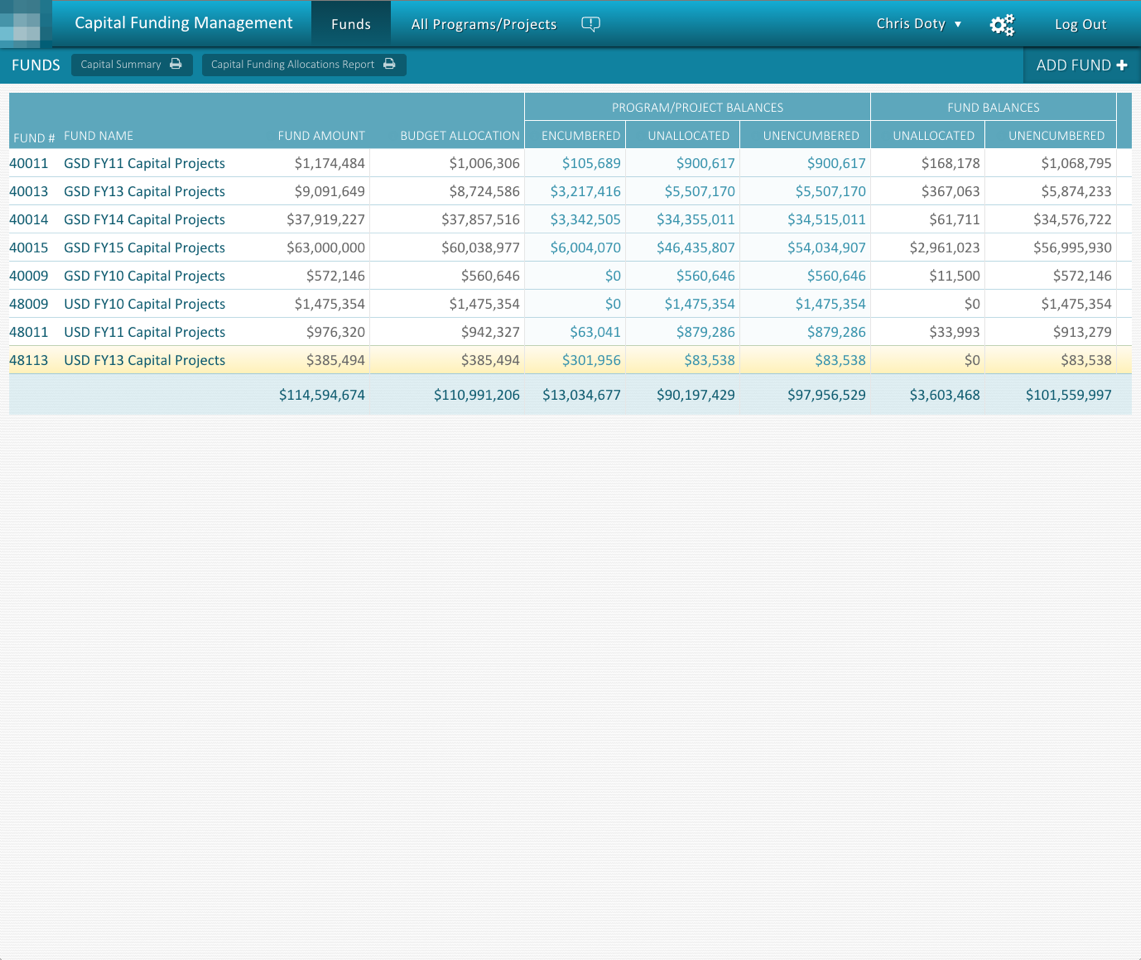 Capital Funding Management Funds All Programs/Projects Chris Doty ▼ Log Out
FUNDS Capital Summary Capital Funding Allocations Report ADD FUND +
PROGRAM/PROJECT BALANCES FUND BALANCES
FUND # FUND NAME FUND AMOUNT BUDGET ALLOCATION ENCUMBERED UNALLOCATED UNENCUMBERED UNALLOCATED UNENCUMBERED
40011 GSD FY11 Capital Projects $1,174,484 $1,006,306 $105,689 $900,617 $900,617 $168,178 $1,068,795
40013 GSD FY13 Capital Projects $9,091,649 $8,724,586 $3,217,416 $5,507,170 $5,507,170 $367,063 $5,874,233
40014 GSD FY14 Capital Projects $37,919,227 $37,857,516 $3,342,505 $34,355,011 $34,515,011 $61,711 $34,576,722
40015 GSD FY15 Capital Projects $63,000,000 $60,038,977 $6,004,070 $46,435,807 $54,034,907 $2,961,023 $56,995,930
40009 GSD FY10 Capital Projects $572,146 $560,646 $0 $560,646 $560,646 $11,500 $572,146
48009 USD FY10 Capital Projects $1,475,354 $1,475,354 $0 $1,475,354 $1,475,354 $0 $1,475,354
48011 USD FY11 Capital Projects $976,320 $942,327 $63,041 $879,286 $879,286 $33,993 $913,279
48113 USD FY13 Capital Projects $385,494 $385,494 $301,956 $83,538 $83,538 $0 $83,538
$114,594,674 $110,991,206 $13,034,677 $90,197,429 $97,956,529 $3,603,468 $101,559,997